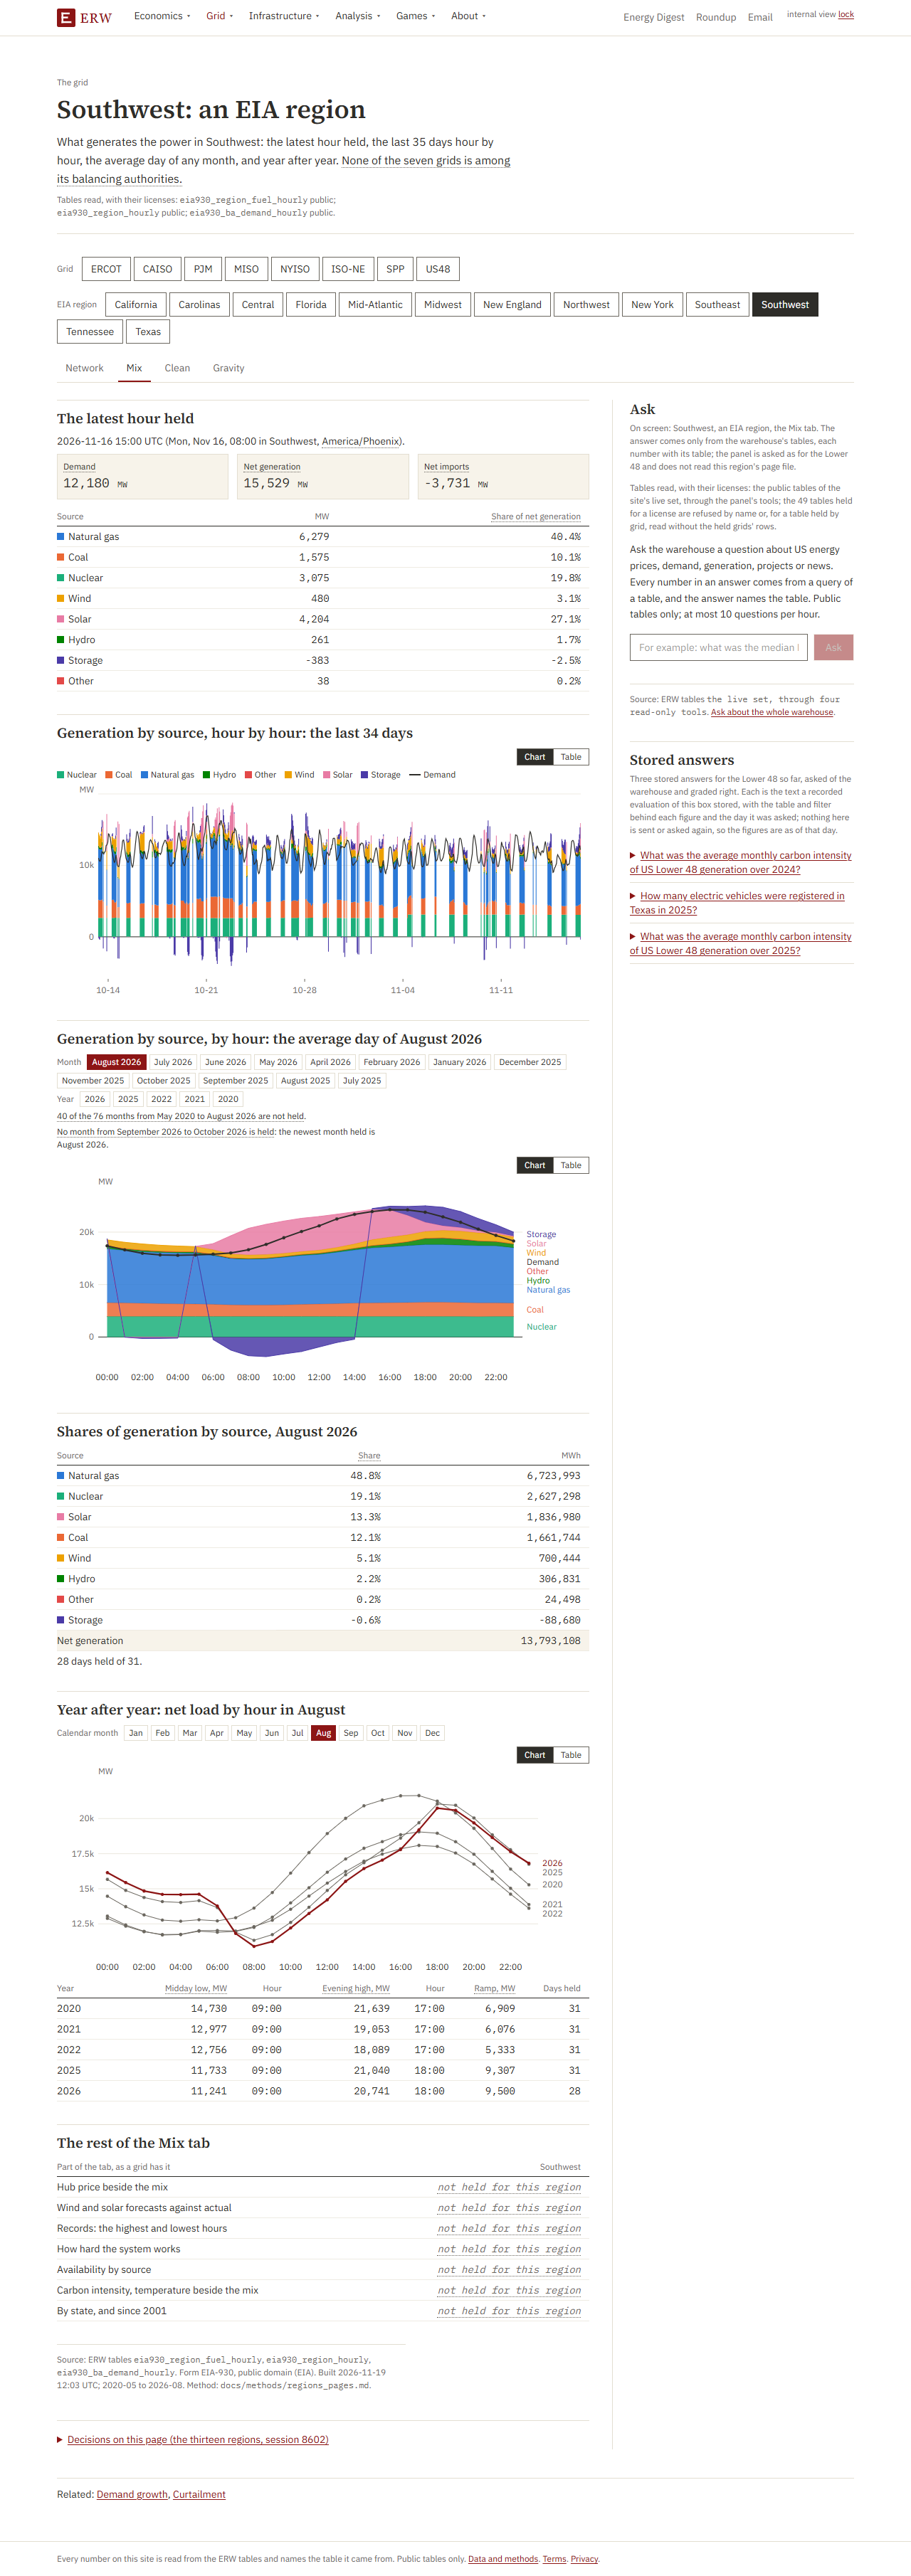 E ERW Economics Grid Infrastructure Analysis Games About Energy Digest Roundup Email internal view lock
The grid
Southwest: an EIA region
What generates the power in Southwest: the latest hour held, the last 35 days hour by
hour, the average day of any month, and year after year. None of the seven grids is among
its balancing authorities.
Tables read, with their licenses: eia930_region_fuel_hourly public;
eia930_region_hourly public; eia930_ba_demand_hourly public.
Grid ERCOT CAISO PJM MISO NYISO ISO-NE SPP US48
EIA region California Carolinas Central Florida Mid-Atlantic Midwest New England Northwest New York Southeast Southwest
Tennessee Texas
Network Mix Clean Gravity
The latest hour held
2026-11-16 15:00 UTC (Mon, Nov 16, 08:00 in Southwest, America/Phoenix).
Demand Net generation Net imports
12,180 MW 15,529 MW -3,731 MW
Source MW Share of net generation
Natural gas 6,279 40.4%
Coal 1,575 10.1%
Nuclear 3,075 19.8%
Wind 480 3.1%
Solar 4,204 27.1%
Hydro 261 1.7%
Storage -383 -2.5%
Other 38 0.2%
Generation by source, hour by hour: the last 34 days
Chart Table
Nuclear Coal Natural gas Hydro Other Wind Solar Storage Demand
MW
10k
0
10-14 10-21 10-28 11-04 11-11
Generation by source, by hour: the average day of August 2026
Month August 2026 July 2026 June 2026 May 2026 April 2026 February 2026 January 2026 December 2025
November 2025 October 2025 September 2025 August 2025 July 2025
Year 2026 2025 2022 2021 2020
40 of the 76 months from May 2020 to August 2026 are not held.
No month from September 2026 to October 2026 is held: the newest month held is
August 2026.
Chart Table
MW
20k
10k
0
Storage
Solar
Wind
Demand
Other
Hydro
Natural gas
Coal
Nuclear
00:00 02:00 04:00 06:00 08:00 10:00 12:00 14:00 16:00 18:00 20:00 22:00
Shares of generation by source, August 2026
Source Share MWh
Natural gas 48.8% 6,723,993
Nuclear 19.1% 2,627,298
Solar 13.3% 1,836,980
Coal 12.1% 1,661,744
Wind 5.1% 700,444
Hydro 2.2% 306,831
Other 0.2% 24,498
Storage -0.6% -88,680
Net generation 13,793,108
28 days held of 31.
Year after year: net load by hour in August
Calendar month Jan Feb Mar Apr May Jun Jul Aug Sep Oct Nov Dec
Chart Table
MW
20k
17.5k
15k
12.5k
2026
2025
2020
2021
2022
00:00 02:00 04:00 06:00 08:00 10:00 12:00 14:00 16:00 18:00 20:00 22:00
Year Midday low, MW Hour Evening high, MW Hour Ramp, MW Days held
2020 14,730 09:00 21,639 17:00 6,909 31
2021 12,977 09:00 19,053 17:00 6,076 31
2022 12,756 09:00 18,089 17:00 5,333 31
2025 11,733 09:00 21,040 18:00 9,307 31
2026 11,241 09:00 20,741 18:00 9,500 28
The rest of the Mix tab
Part of the tab, as a grid has it Southwest
Hub price beside the mix not held for this region
Wind and solar forecasts against actual not held for this region
Records: the highest and lowest hours not held for this region
How hard the system works not held for this region
Availability by source not held for this region
Carbon intensity, temperature beside the mix not held for this region
By state, and since 2001 not held for this region
Source: ERW tables eia930_region_fuel_hourly, eia930_region_hourly,
eia930_ba_demand_hourly. Form EIA-930, public domain (EIA). Built 2026-11-19
12:03 UTC; 2020-05 to 2026-08. Method: docs/methods/regions_pages.md.
Decisions on this page (the thirteen regions, session 8602)
Ask
On screen: Southwest, an EIA region, the Mix tab. The
answer comes only from the warehouse's tables, each
number with its table; the panel is asked as for the Lower
48 and does not read this region's page file.
Tables read, with their licenses: the public tables of the
site's live set, through the panel's tools; the 49 tables held
for a license are refused by name or, for a table held by
grid, read without the held grids' rows.
Ask the warehouse a question about US energy
prices, demand, generation, projects or news.
Every number in an answer comes from a query of
a table, and the answer names the table. Public
tables only; at most 10 questions per hour.
For example: what was the median l Ask
Source: ERW tables the live set, through four
read-only tools. Ask about the whole warehouse.
Stored answers
Three stored answers for the Lower 48 so far, asked of the
warehouse and graded right. Each is the text a recorded
evaluation of this box stored, with the table and filter
behind each figure and the day it was asked; nothing here
is sent or asked again, so the figures are as of that day.
What was the average monthly carbon intensity
of US Lower 48 generation over 2024?
How many electric vehicles were registered in
Texas in 2025?
What was the average monthly carbon intensity
of US Lower 48 generation over 2025?
Related: Demand growth, Curtailment
Every number on this site is read from the ERW tables and names the table it came from. Public tables only. Data and methods. Terms. Privacy.